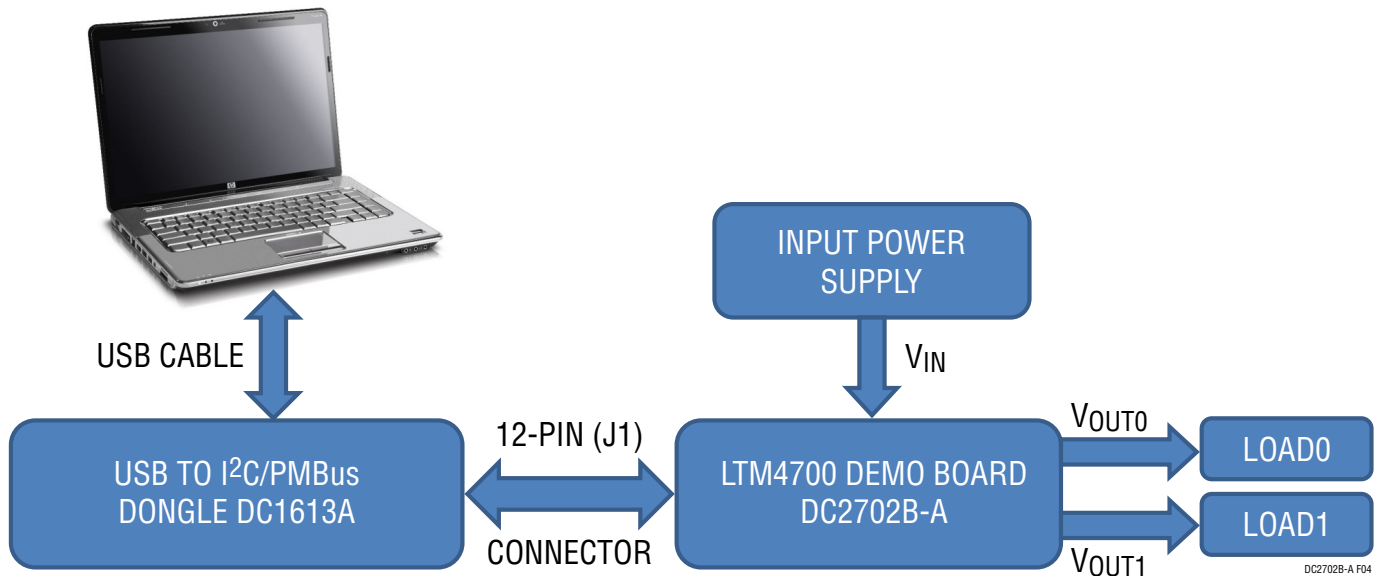 USB CABLE
USB TO I²C/PMBus
DONGLE DC1613A
12-PIN (J1)
CONNECTOR
INPUT POWER
SUPPLY
VIN
LTM4700 DEMO BOARD
DC2702B-A
VOUT0
LOAD0
VOUT1
LOAD1
DC2702B-A F04